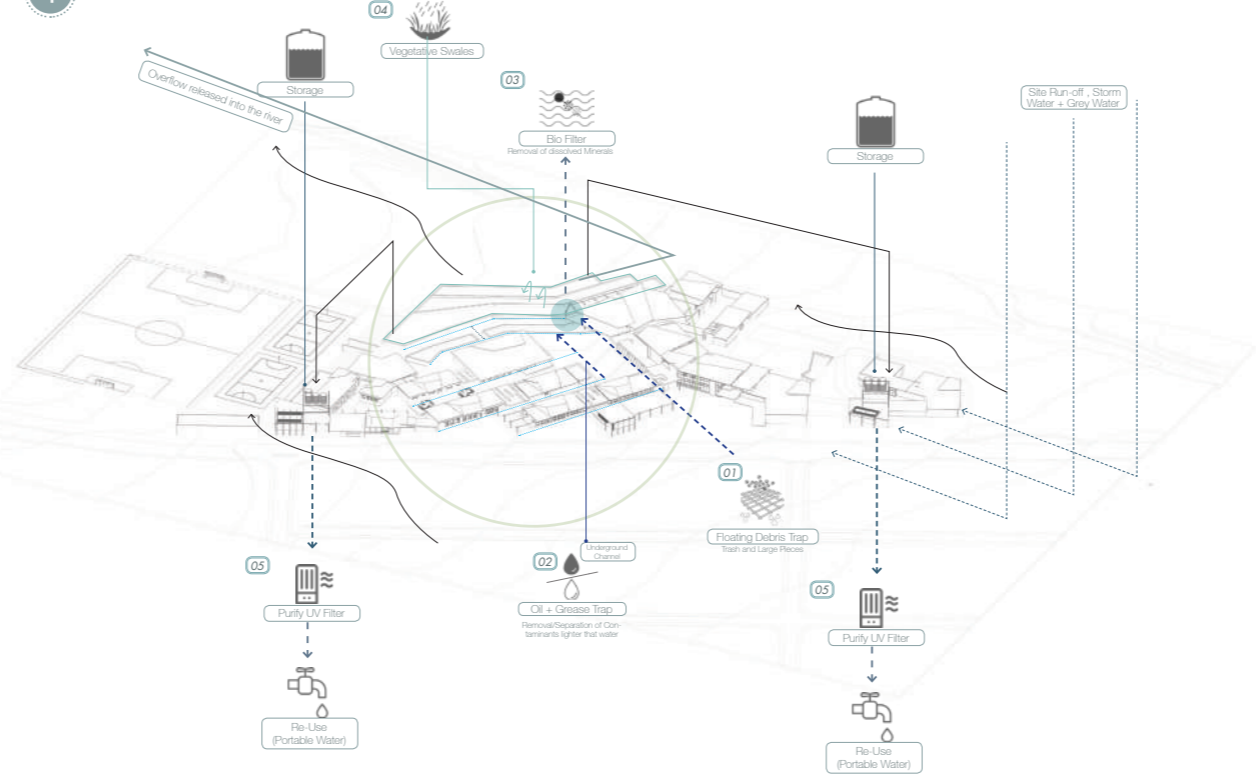 04
Vegetative Swales
Storage
Overflow released into the river
03
Bio Filter
Removal of dissolved Minerals
Site Run-off , Storm
Water + Grey Water
Storage
01
Floating Debris Trap
Trash and Large Pieces
Underground
Channel
02
Oil + Grease Trap
Removal/Separation of Con-
taminants lighter that water
05
Purify UV Filter
Re-Use
(Portable Water)
05
Purify UV Filter
Re-Use
(Portable Water)